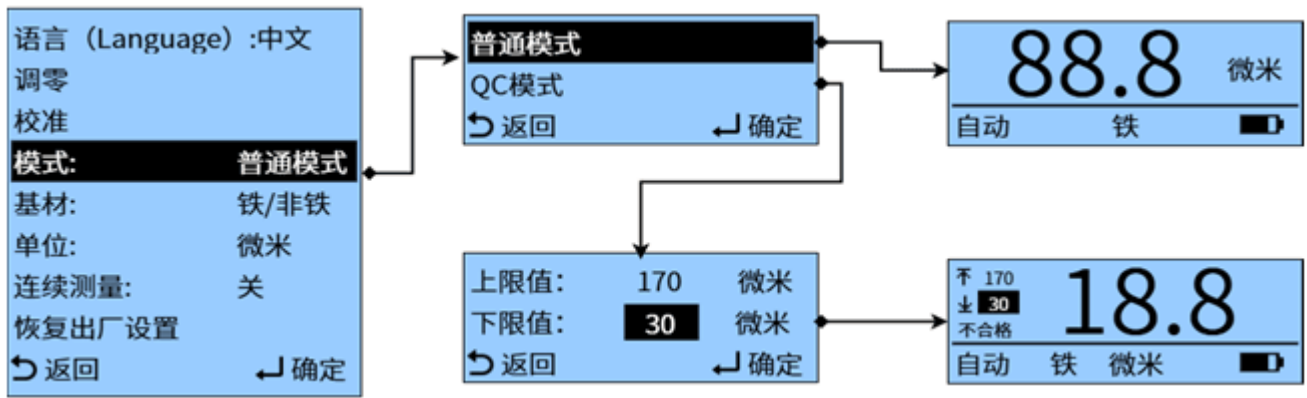 语言（Language）:中文
调零
校准
模式: 普通模式
基材: 铁/非铁
单位: 微米
连续测量: 关
恢复出厂设置
返回 确定
普通模式
QC模式
返回 确定
88.8 微米
自动 铁
上限值: 170 微米
下限值: 30 微米
返回 确定
170
30
不合格
18.8
自动 铁 微米